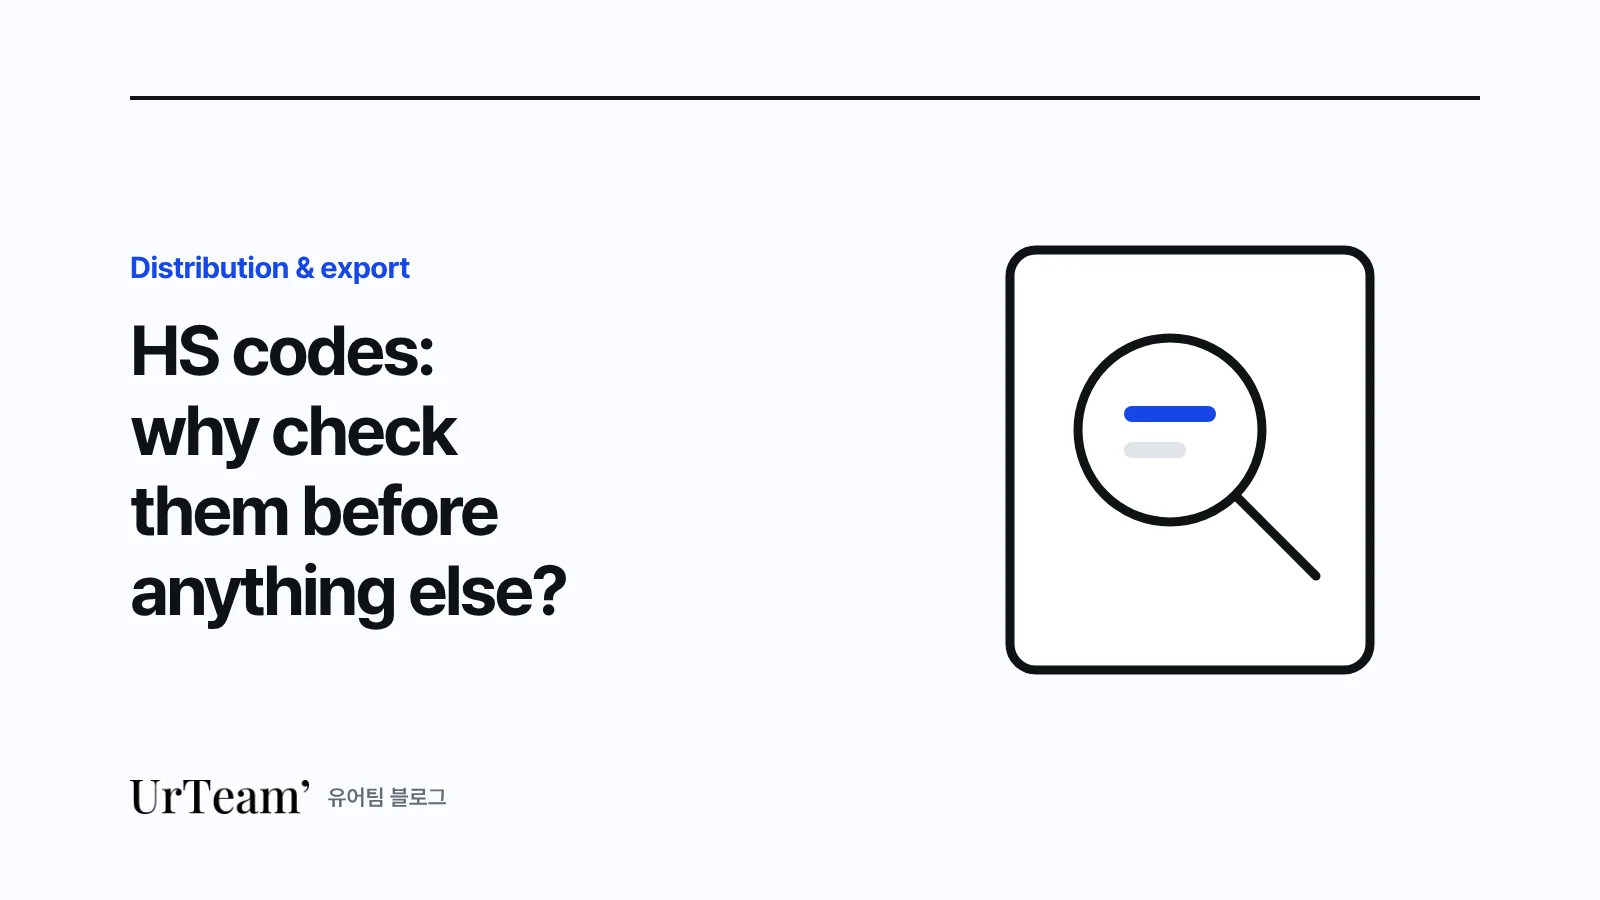 Distribution & export
HS codes:
why check
them before
anything else?
UrTeam’ 유어팀 블로그